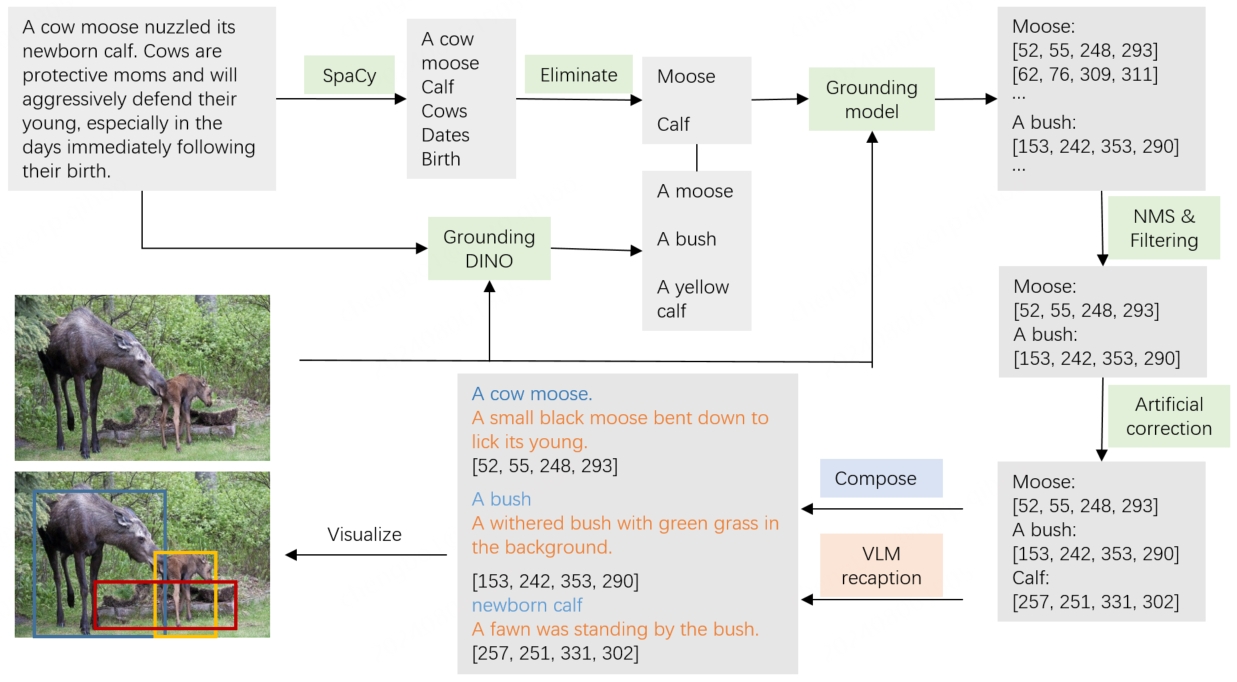 A cow moose nuzzled its
newborn calf. Cows are
protective moms and will
aggressively defend their
young, especially in the
days immediately following
their birth.
SpaCy
A cow
moose
Calf
Cows
Dates
Birth
Eliminate
Moose
Calf
Grounding
model
Moose:
[52, 55, 248, 293]
[62, 76, 309, 311]
...
A bush:
[153, 242, 353, 290]
...
Grounding
DINO
A moose
A bush
A yellow
calf
NMS &
Filtering
Moose:
[52, 55, 248, 293]
A bush:
[153, 242, 353, 290]
Artificial
correction
Moose:
[52, 55, 248, 293]
A bush:
[153, 242, 353, 290]
Calf:
[257, 251, 331, 302]
Compose
VLM
recaption
A cow moose.
A small black moose bent down to
lick its young.
[52, 55, 248, 293]
A bush
A withered bush with green grass in
the background.
[153, 242, 353, 290]
newborn calf
A fawn was standing by the bush.
[257, 251, 331, 302]
Visualize